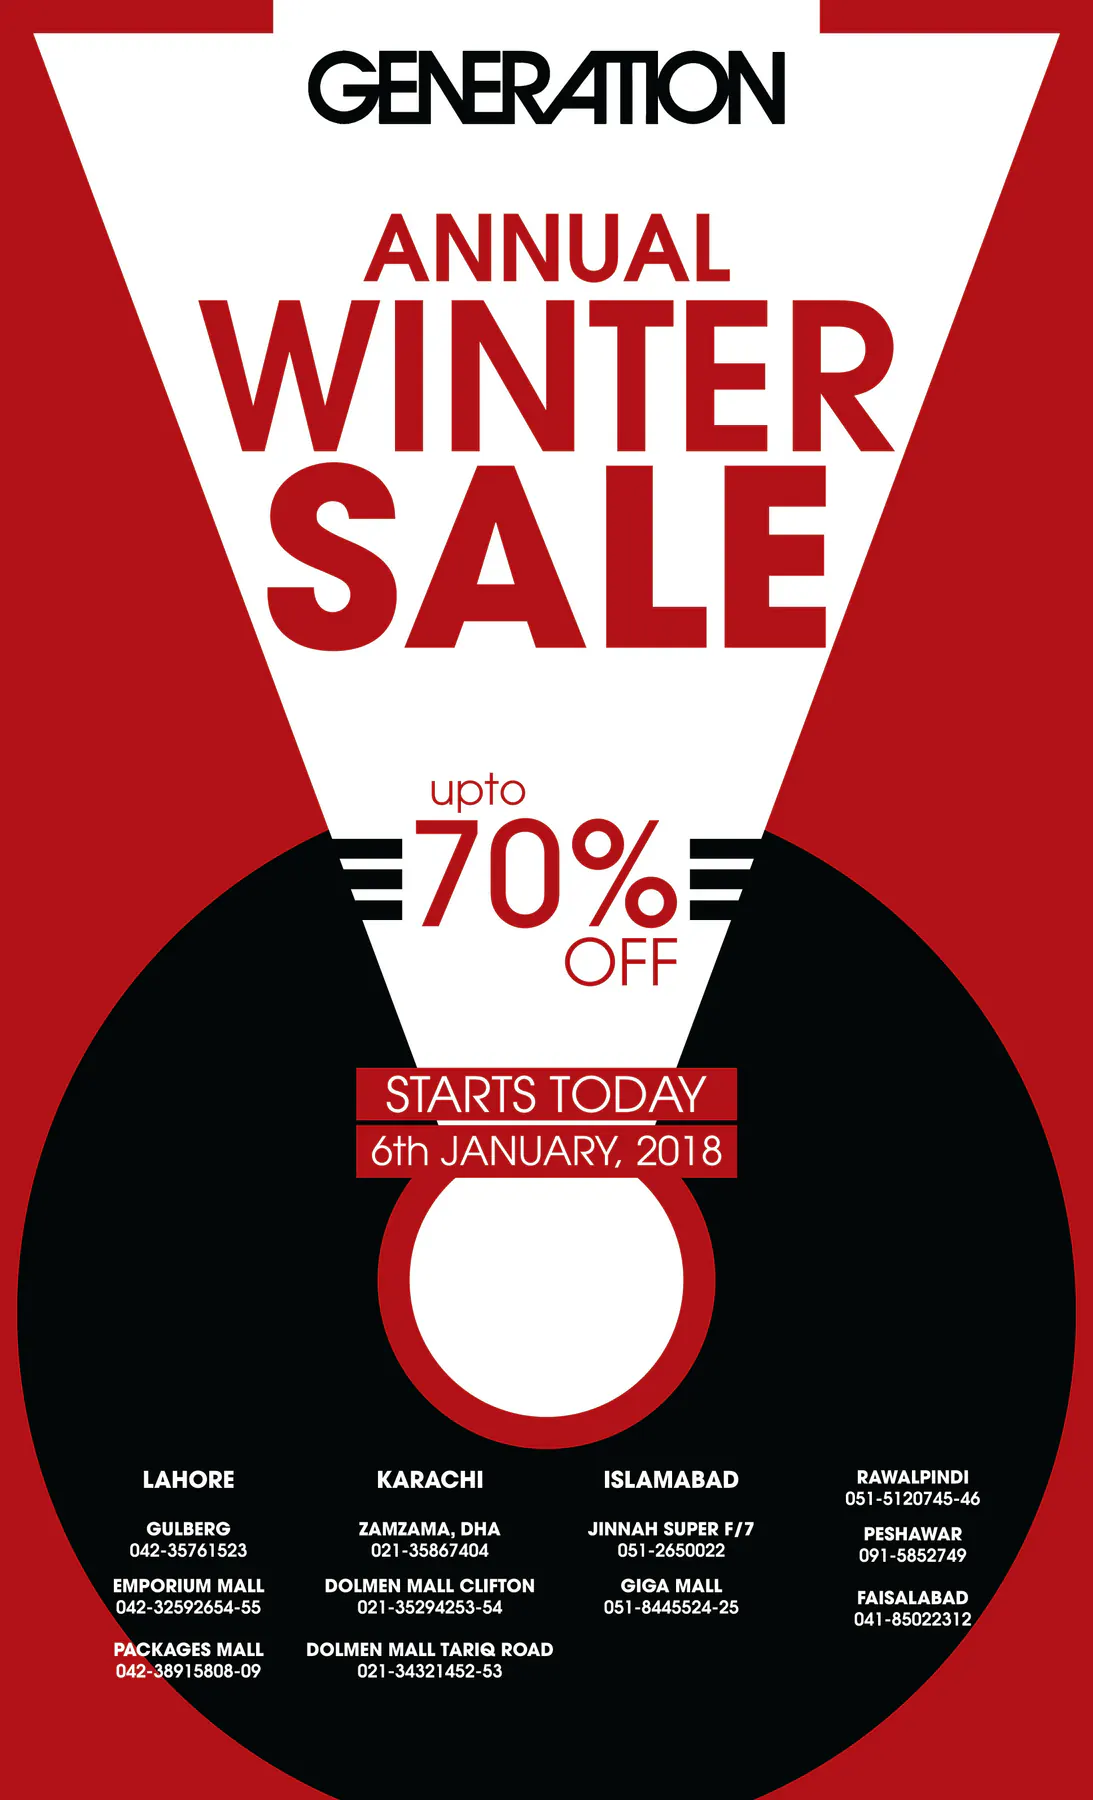 GENERATION
ANNUAL
WINTER
SALE
upto
70%
OFF
STARTS TODAY
6th JANUARY, 2018
LAHORE
GULBERG
042-35761523
EMPORIUM MALL
042-32592654-55
PACKAGES MALL
042-38915808-09
KARACHI
ZAMZAMA, DHA
021-35867404
DOLMEN MALL CLIFTON
021-35294253-54
DOLMEN MALL TARIQ ROAD
021-34321452-53
ISLAMABAD
JINNAH SUPER F/7
051-2650022
GIGA MALL
051-8445524-25
RAWALPINDI
051-5120745-46
PESHAWAR
091-5852749
FAISALABAD
041-85022312